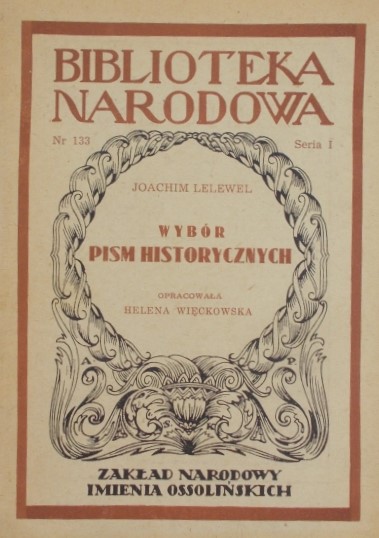 BIBLIOTEKA
NARODOWA
Nr 133 Seria I
JOACHIM LELEWEL
WYBÓR
PISM HISTORYCZNYCH
OPRACOWAŁA
HELENA WIĘCKOWSKA
A P
ZAKŁAD NARODOWY
IMIENIA OSSOLIŃSKICH